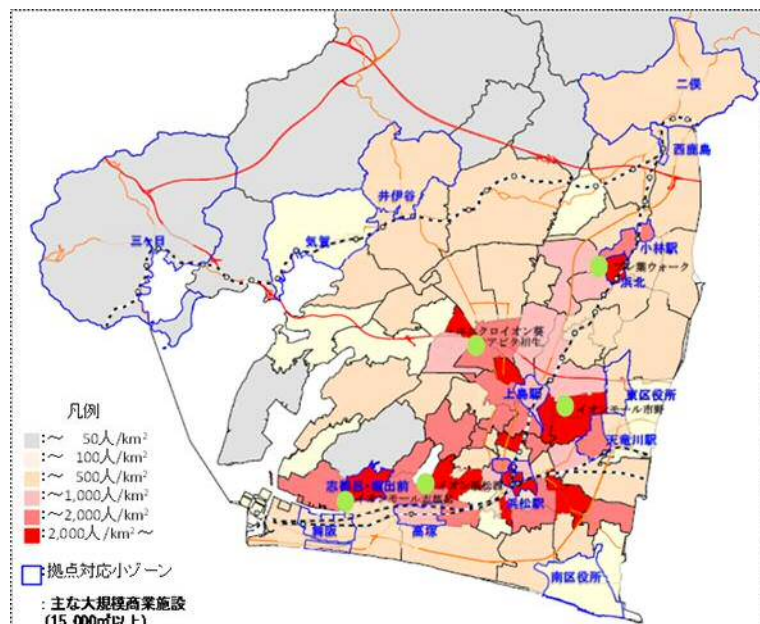 二俣
西鹿島
井伊谷
三ヶ日
気賀
小林駅
浜北
上島駅
東区役所
イオンモール市野
天竜川駅
浜松駅
高塚
南区役所
凡例
:～ 50人/km²
:～ 100人/km²
:～ 500人/km²
:～1,000人/km²
:～2,000人/km²
:2,000人/km²～
:拠点対応小ゾーン
:主な大規模商業施設
(15,000㎡以上)